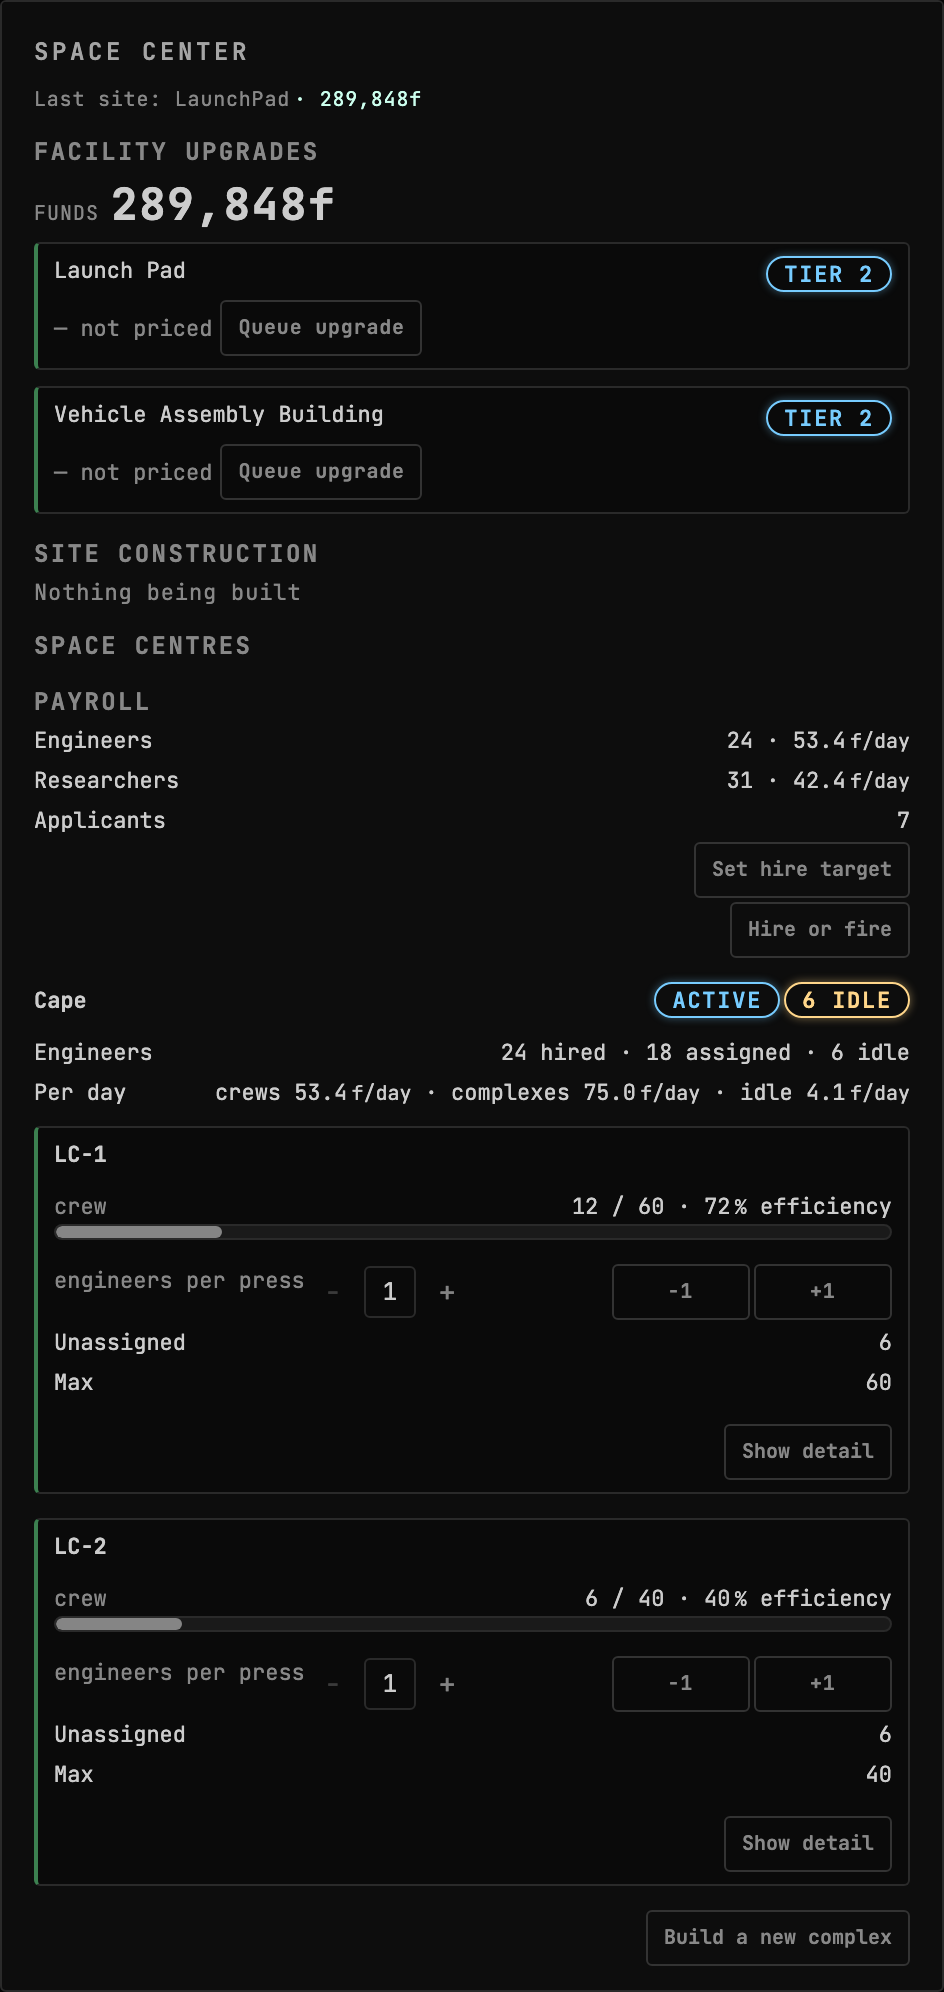 SPACE CENTER
Last site: LaunchPad · 289,848f
FACILITY UPGRADES
FUNDS 289,848f
Launch Pad TIER 2
— not priced Queue upgrade
Vehicle Assembly Building TIER 2
— not priced Queue upgrade
SITE CONSTRUCTION
Nothing being built
SPACE CENTRES
PAYROLL
Engineers 24 · 53.4 f/day
Researchers 31 · 42.4 f/day
Applicants 7
Set hire target
Hire or fire
Cape ACTIVE 6 IDLE
Engineers 24 hired · 18 assigned · 6 idle
Per day crews 53.4 f/day · complexes 75.0 f/day · idle 4.1 f/day
LC-1
crew 12 / 60 · 72% efficiency
engineers per press - 1 + -1 +1
Unassigned 6
Max 60
Show detail
LC-2
crew 6 / 40 · 40% efficiency
engineers per press - 1 + -1 +1
Unassigned 6
Max 40
Show detail
Build a new complex